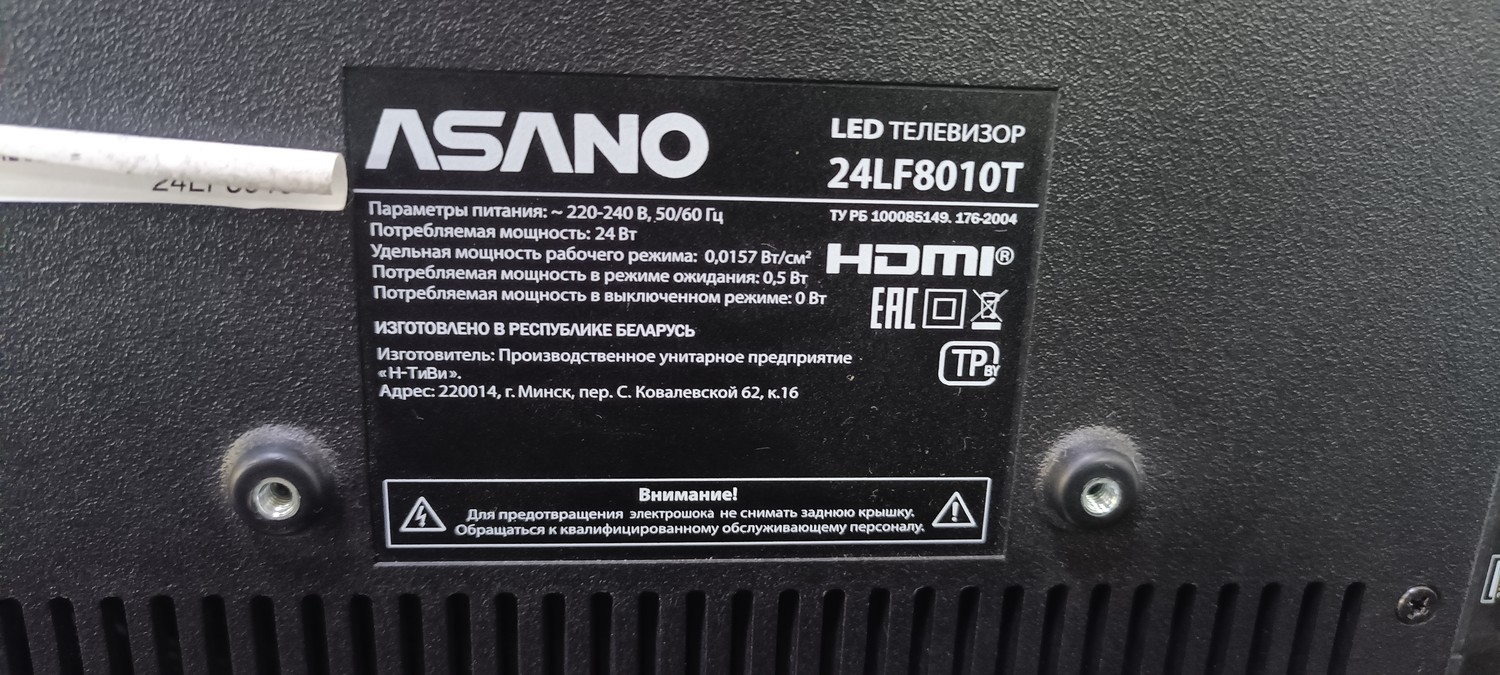 ASANO
LED ТЕЛЕВИЗОР
24LF8010T
Параметры питания: ~ 220-240 В, 50/60 Гц
ТУ РБ 100085149. 176-2004
Потребляемая мощность: 24 Вт
Удельная мощность рабочего режима: 0,0157 Вт/см²
HDMI®
Потребляемая мощность в режиме ожидания: 0,5 Вт
Потребляемая мощность в выключенном режиме: 0 Вт
EAC
ИЗГОТОВЛЕНО В РЕСПУБЛИКЕ БЕЛАРУСЬ
Изготовитель: Производственное унитарное предприятие
«Н-ТиВи».
TP BY
Адрес: 220014, г. Минск, пер. С. Ковалевской 62, к.16
Внимание!
Для предотвращения электрошока не снимать заднюю крышку.
Обращаться к квалифицированному обслуживающему персоналу.